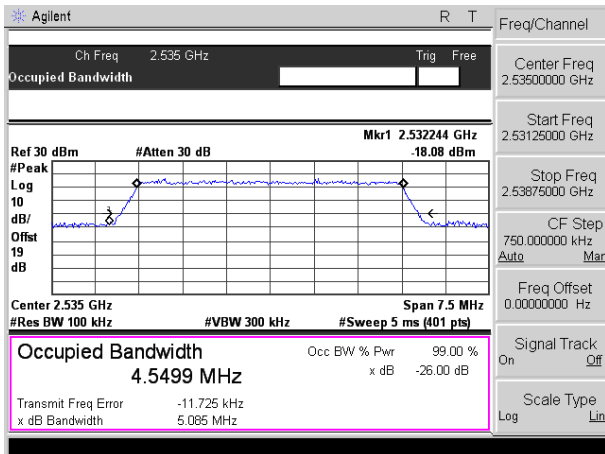 Agilent R T
Ch Freq 2.535 GHz Trig Free
Occupied Bandwidth
Mkr1 2.532244 GHz
Ref 30 dBm #Atten 30 dB -18.08 dBm
#Peak
Log
10
dB/
Offst
19
dB
1
Center 2.535 GHz Span 7.5 MHz
#Res BW 100 kHz #VBW 300 kHz #Sweep 5 ms (401 pts)
Occupied Bandwidth Occ BW % Pwr 99.00 %
4.5499 MHz x dB -26.00 dB
Transmit Freq Error -11.725 kHz
x dB Bandwidth 5.085 MHz
Freq/Channel
Center Freq
2.53500000 GHz
Start Freq
2.53125000 GHz
Stop Freq
2.53875000 GHz
CF Step
750.000000 kHz
Auto Man
Freq Offset
0.00000000 Hz
Signal Track
On Off
Scale Type
Log Lin